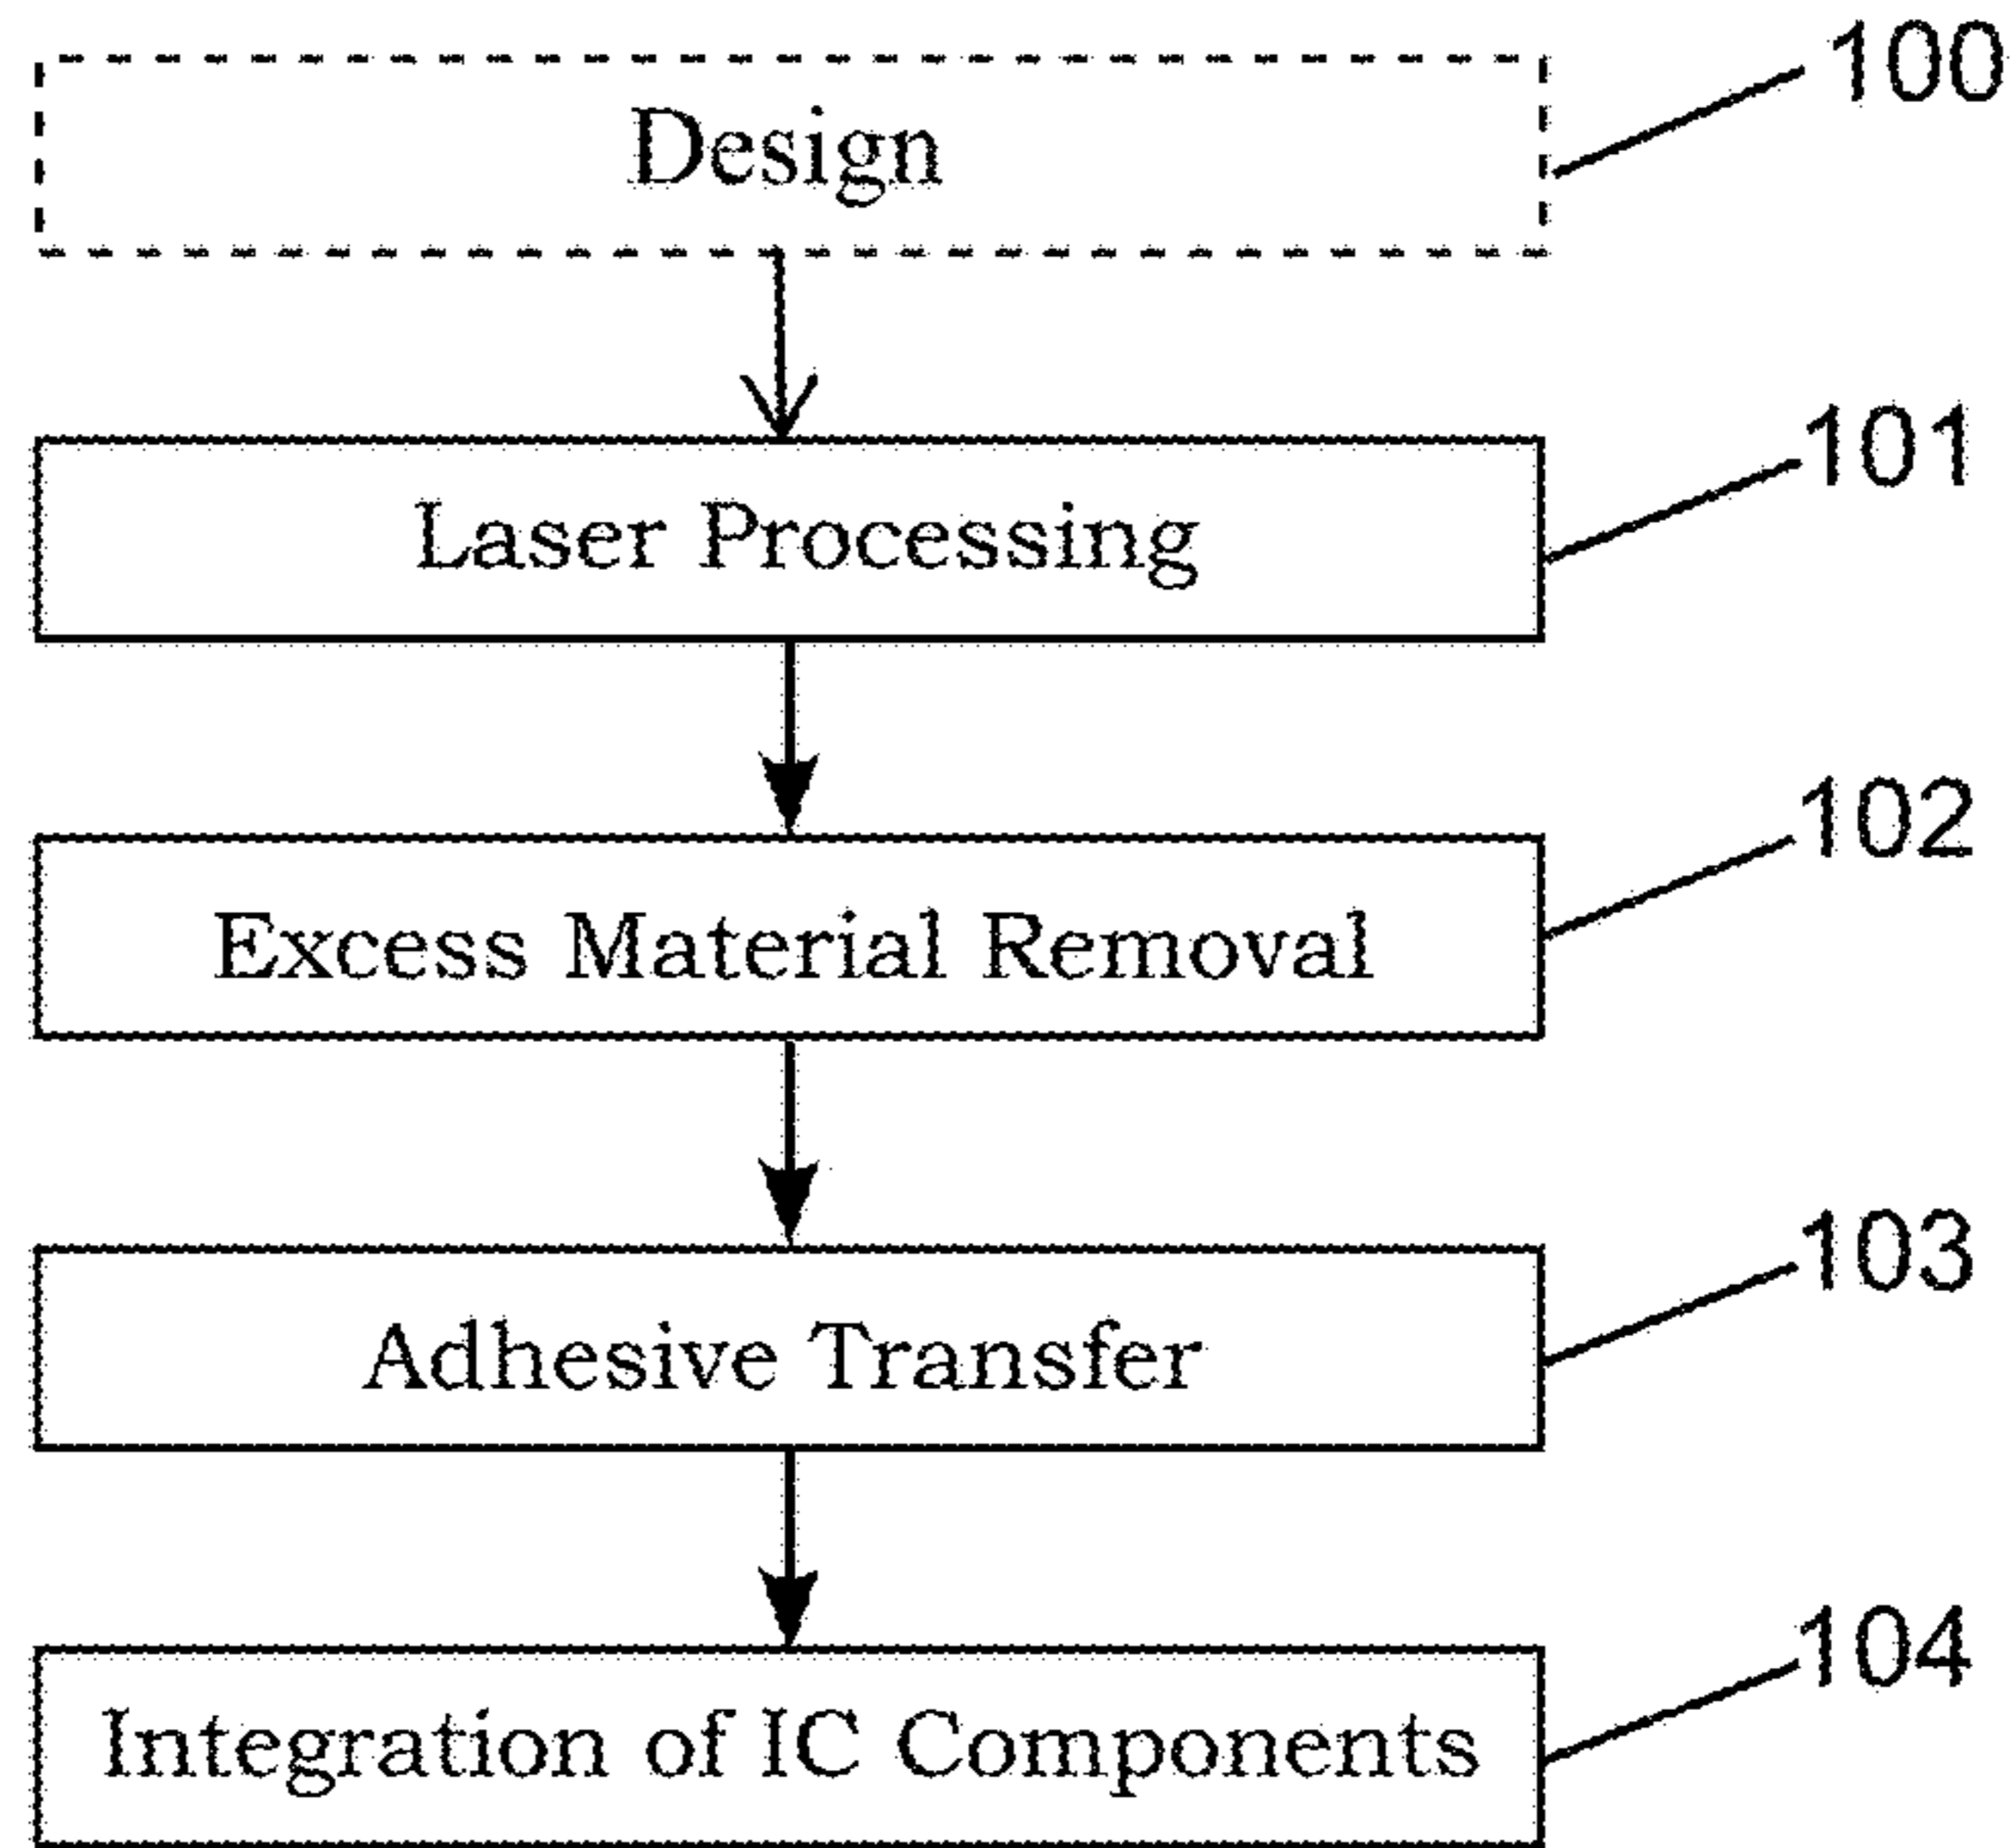 100
Design
101
Laser Processing
102
Excess Material Removal
103
Adhesive Transfer
104
Integration of IC Components